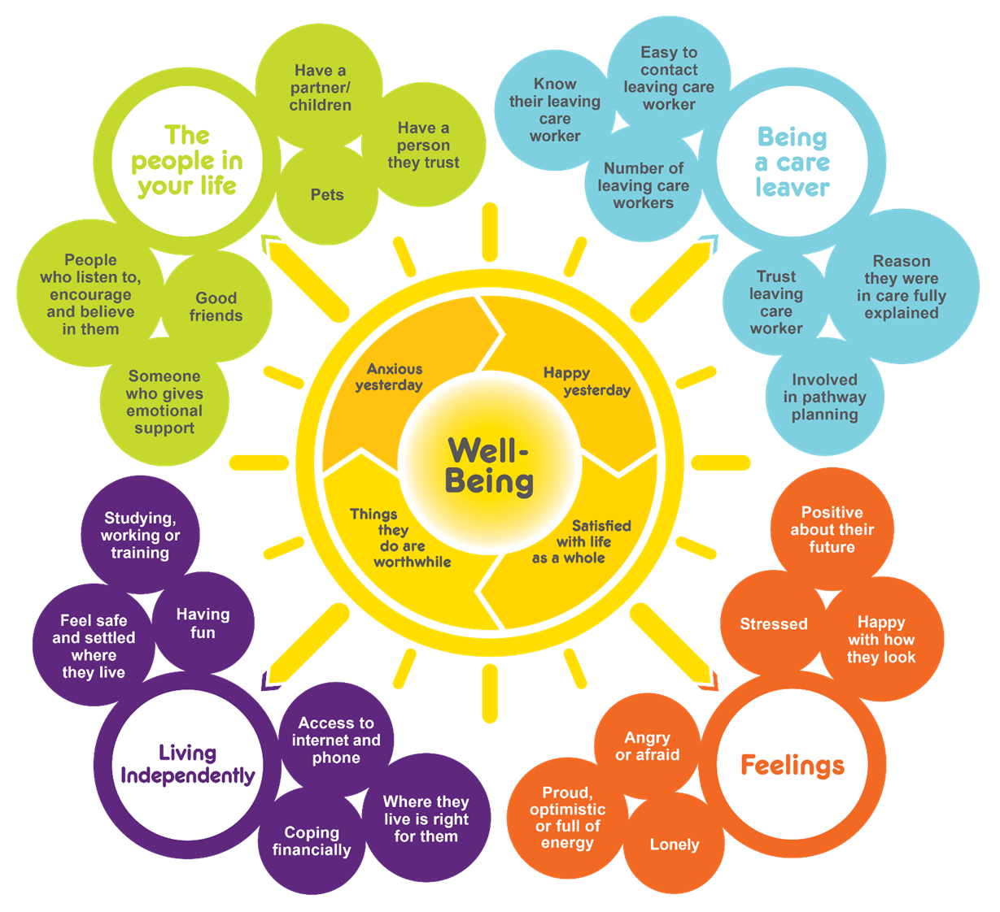 The
people in
your life
Have a
partner/
children
Have a
person
they trust
Pets
People
who listen to,
encourage
and believe
in them
Good
friends
Someone
who gives
emotional
support
Know
their leaving
care
worker
Easy to
contact
leaving care
worker
Number of
leaving care
workers
Being
a care
leaver
Trust
leaving
care
worker
Reason
they were
in care fully
explained
Involved
in pathway
planning
Anxious
yesterday
Happy
yesterday
Well-
Being
Things
they
do are
worthwhile
Satisfied
with life
as a whole
Studying,
working or
training
Feel safe
and settled
where
they live
Having
fun
Living
Independently
Access to
internet and
phone
Coping
financially
Where they
live is right
for them
Positive
about their
future
Stressed
Happy
with how
they look
Feelings
Angry
or afraid
Proud,
optimistic
or full of
energy
Lonely